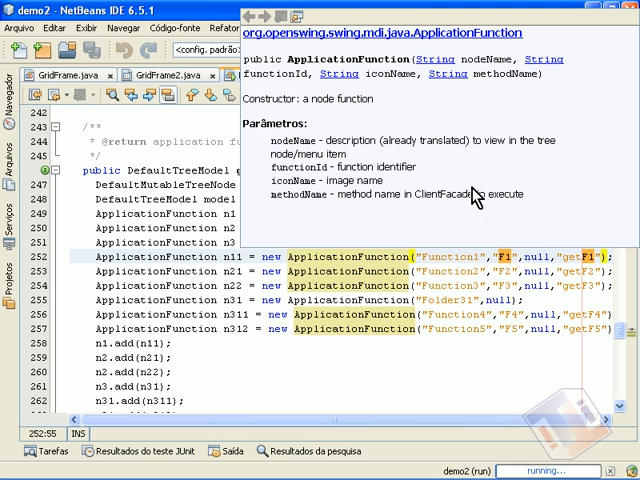 demo2 - NetBeans IDE 6.5.1
Arquivo Editar Exibir Navegar Código-fonte Refator
<config. padrão>
GridFrame.java
GridFrame2.java
org.openswing.swing.mdi.java.ApplicationFunction
public ApplicationFunction(String nodeName, String
functionId, String iconName, String methodName)
Constructor: a node function
Parâmetros:
nodeName - description (already translated) to view in the tree
node/menu item
functionId - function identifier
iconName - image name
methodName - method name in ClientFacade to execute
Navegador
Arquivos
Serviços
Projetos
242
243 /**
244 * @return application fu
245 */
public DefaultTreeModel g
247 DefaultMutableTreeNode
248 DefaultTreeModel model
249 ApplicationFunction n1
250 ApplicationFunction n2
251 ApplicationFunction n3
252 ApplicationFunction n11 = new ApplicationFunction("Function1","F1",null,"getF1");
253 ApplicationFunction n21 = new ApplicationFunction("Function2","F2",null,"getF2");
254 ApplicationFunction n22 = new ApplicationFunction("Function3","F3",null,"getF3");
255 ApplicationFunction n31 = new ApplicationFunction("Folder31",null);
256 ApplicationFunction n311 = new ApplicationFunction("Function4","F4",null,"getF4")
257 ApplicationFunction n312 = new ApplicationFunction("Function5","F5",null,"getF5")
258 n1.add(n11);
259 n2.add(n21);
260 n2.add(n22);
261 n3.add(n31);
262 n31.add(n311);
252:55 INS
Tarefas Resultados do teste JUnit Saída Resultados da pesquisa
demo2 (run) running...